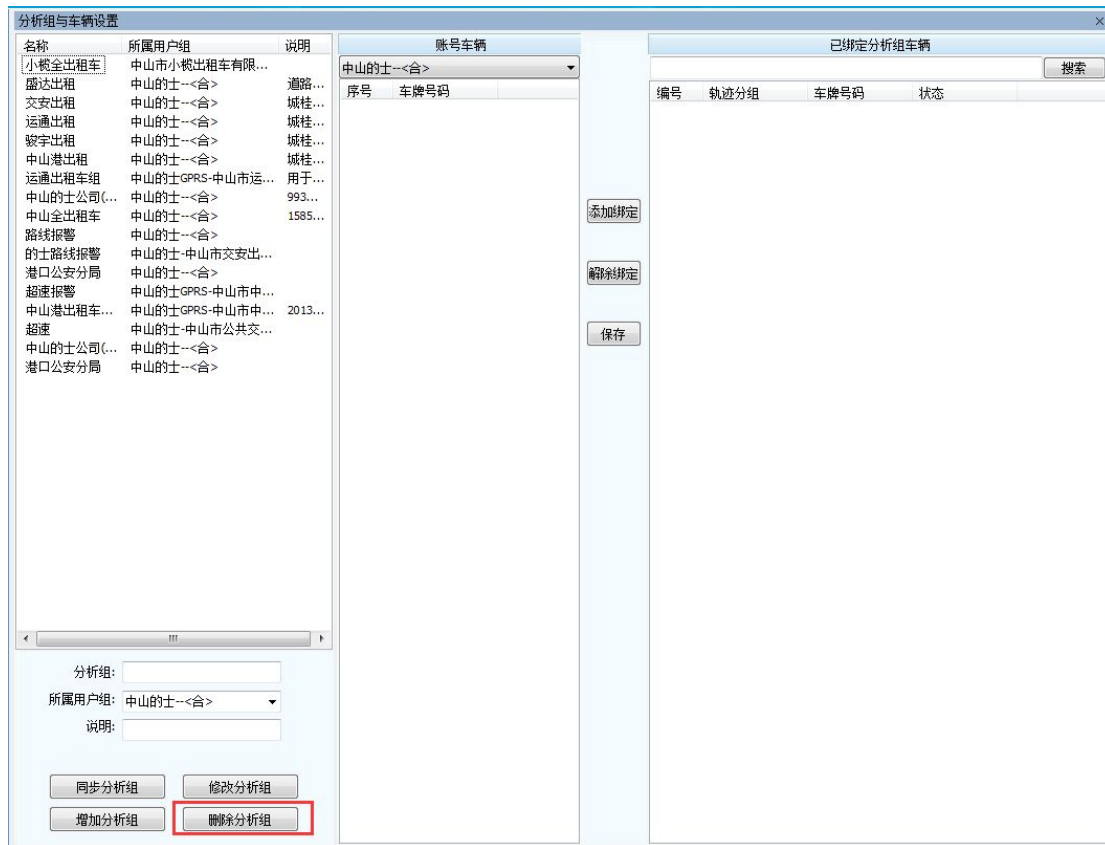 分析组与车辆设置
名称 所属用户组 说明
小榄全出租车 中山市小榄出租车有限...
盛达出租 中山的士--<合> 道路...
交安出租 中山的士--<合> 城桂...
运通出租 中山的士--<合> 城桂...
骏宇出租 中山的士--<合> 城桂...
中山港出租 中山的士--<合> 城桂...
运通出租车组 中山的士GPRS-中山市运... 用于...
中山的士公司(... 中山的士--<合> 993...
中山全出租车 中山的士--<合> 1585...
路线报警 中山的士--<合>
的士路线报警 中山的士-中山市交安出...
港口公安分局 中山的士--<合>
超速报警 中山的士GPRS-中山市中...
中山港出租车... 中山的士GPRS-中山市中... 2013...
超速 中山的士-中山市公共交...
中山的士公司(... 中山的士--<合>
港口公安分局 中山的士--<合>
分析组:
所属用户组: 中山的士--<合>
说明:
同步分析组 修改分析组
增加分析组 删除分析组
账号车辆
中山的士--<合>
序号 车牌号码
添加绑定
解除绑定
保存
已绑定分析组车辆
搜索
编号 轨迹分组 车牌号码 状态